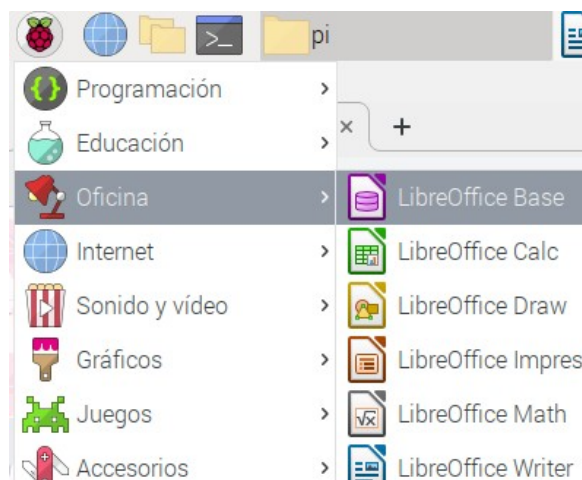 pi
Programación
Educación
Oficina
Internet
Sonido y vídeo
Gráficos
Juegos
Accesorios
LibreOffice Base
LibreOffice Calc
LibreOffice Draw
LibreOffice Impres
LibreOffice Math
LibreOffice Writer